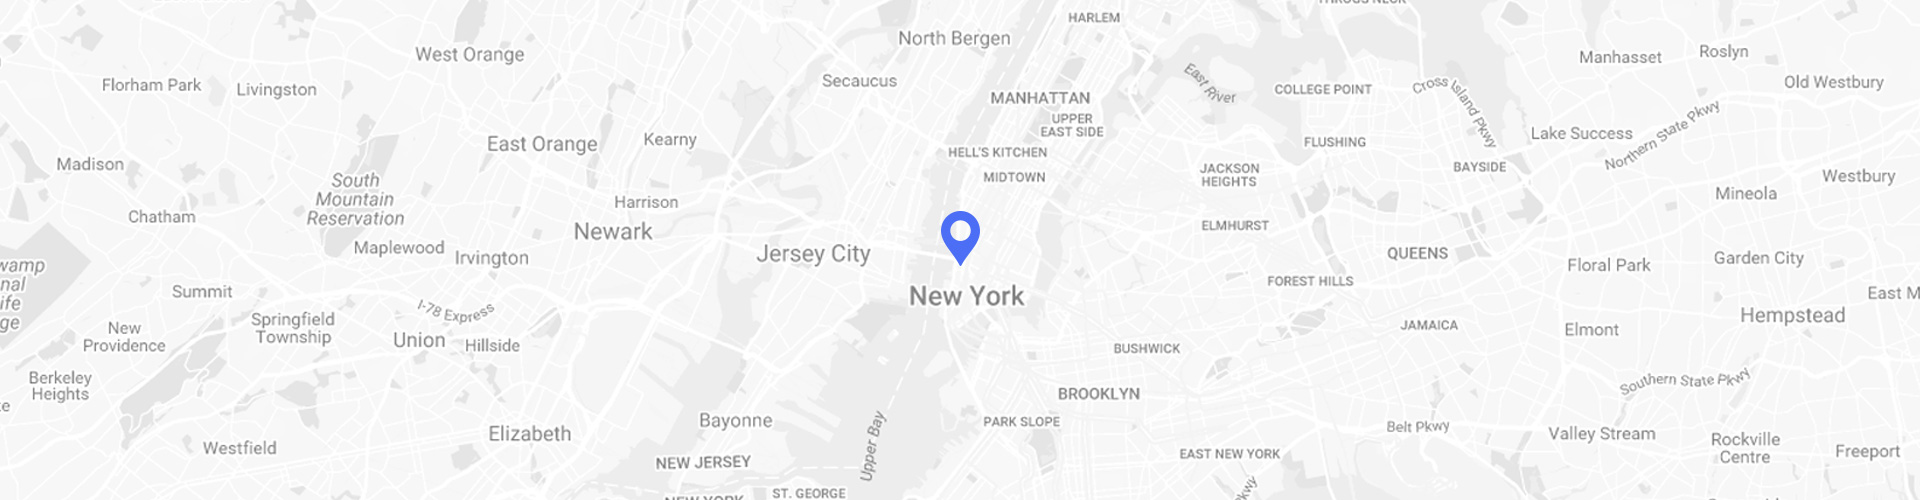 THROGS NECK
HARLEM
North Bergen
West Orange
Manhasset
Roslyn
Secaucus
Florham Park
Livingston
East River
COLLEGE POINT
Cross Island Pkwy
Old Westbury
MANHATTAN
UPPER
EAST SIDE
Northern State Pkwy
Lake Success
East Orange
Kearny
FLUSHING
HELL'S KITCHEN
Madison
BAYSIDE
JACKSON
HEIGHTS
MIDTOWN
Westbury
South
Mountain
Reservation
Mineola
Harrison
Chatham
ELMHURST
Newark
Maplewood
Jersey City
QUEENS
Irvington
Garden City
Floral Park
wamp
nal
ife
ge
FOREST HILLS
Summit
East M
New York
I-78 Express
Hempstead
Springfield
Township
JAMAICA
Elmont
New
Providence
Union
Hillside
BUSHWICK
Berkeley
Heights
Southern State Pkwy
BROOKLYN
e
Bayonne
PARK SLOPE
Belt Pkwy
Elizabeth
Valley Stream
Upper Bay
Westfield
Rockville
Centre
Freeport
EAST NEW YORK
NEW JERSEY
kwy
ST. GEORGE
NEW YORK